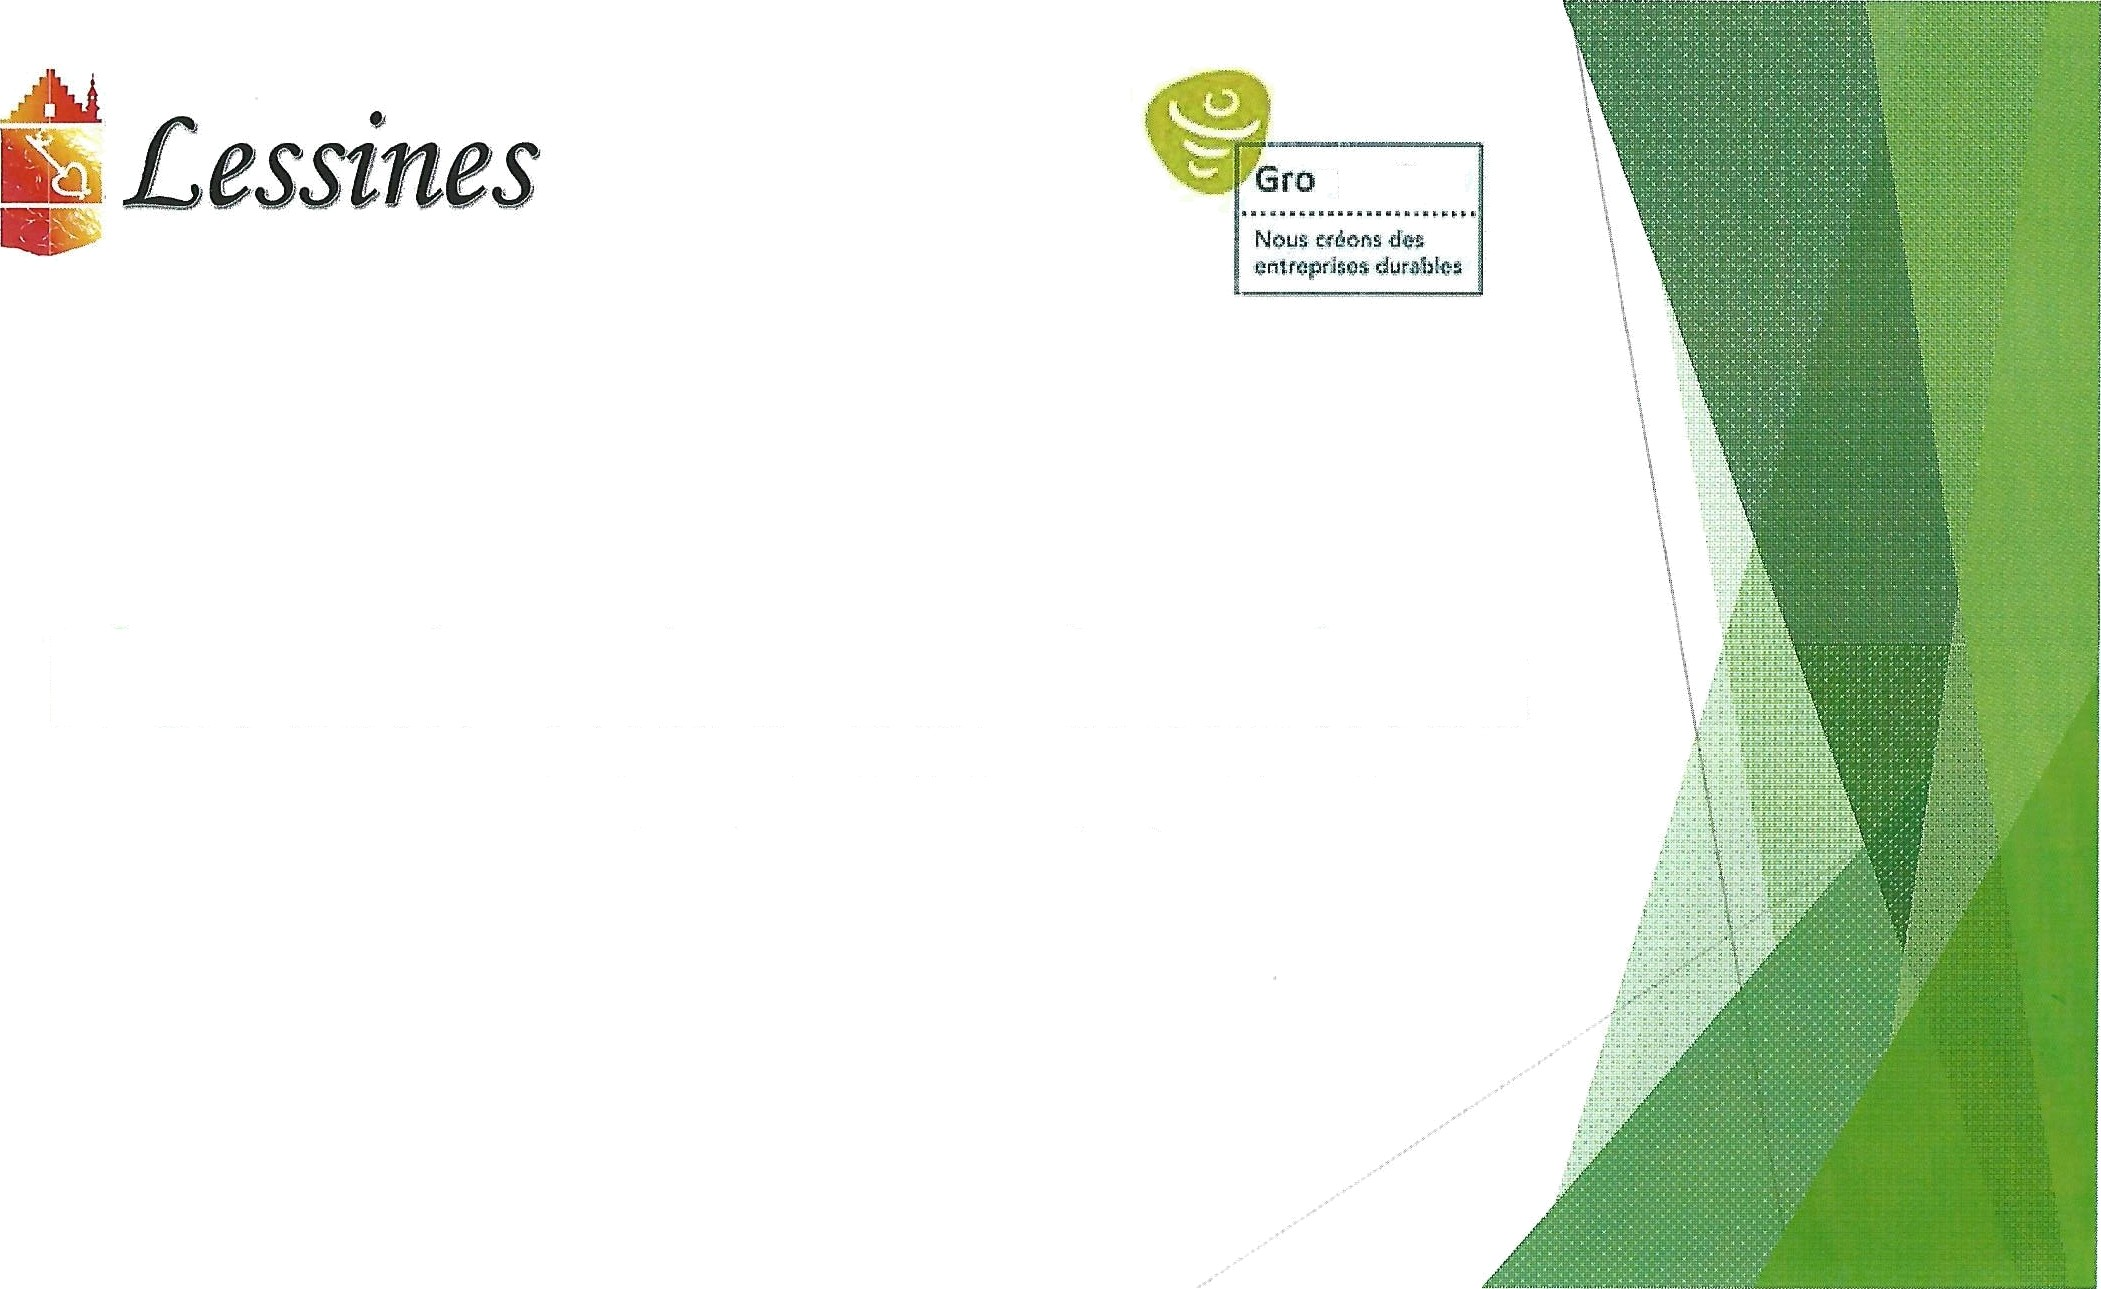 Lessines
Gro
Nous créons des
entreprises durables